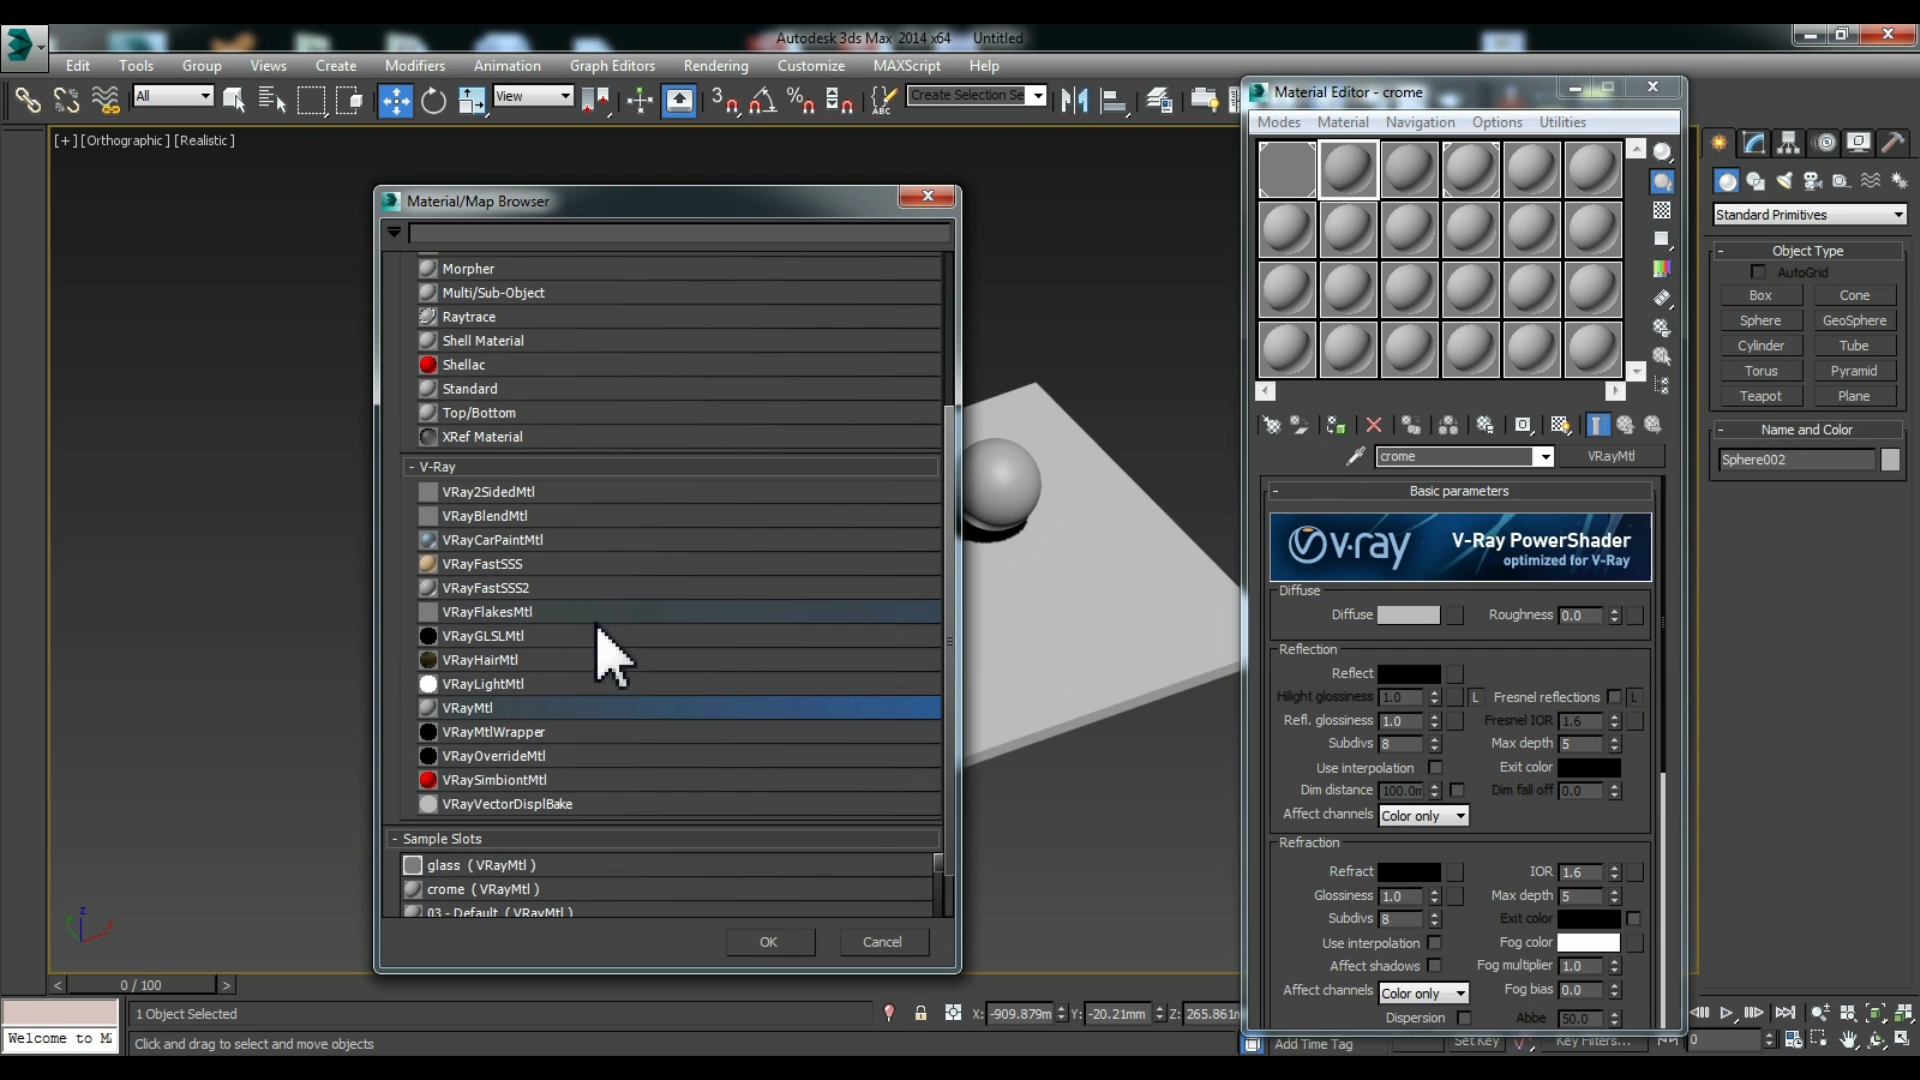 Autodesk 3ds Max 2014 x64 Untitled
Edit Tools Group Views Create Modifiers Animation Graph Editors Rendering Customize MAXScript Help
All View Create Selection Se
[+][Orthographic][Realistic]
Material/Map Browser
Morpher
Multi/Sub-Object
Raytrace
Shell Material
Shellac
Standard
Top/Bottom
XRef Material
- V-Ray
VRay2SidedMtl
VRayBlendMtl
VRayCarPaintMtl
VRayFastSSS
VRayFastSSS2
VRayFlakesMtl
VRayGLSLMtl
VRayHairMtl
VRayLightMtl
VRayMtl
VRayMtlWrapper
VRayOverrideMtl
VRaySimbiontMtl
VRayVectorDisplBake
- Sample Slots
glass ( VRayMtl )
crome ( VRayMtl )
03 - Default ( VRayMtl )
OK Cancel
Material Editor - crome
Modes Material Navigation Options Utilities
crome VRayMtl
- Basic parameters
v·ray V-Ray PowerShader
optimized for V-Ray
Diffuse
Diffuse Roughness 0.0
Reflection
Reflect
Hilight glossiness 1.0 L Fresnel reflections L
Refl. glossiness 1.0 Fresnel IOR 1.6
Subdivs 8 Max depth 5
Use interpolation Exit color
Dim distance 100.0m Dim fall off 0.0
Affect channels Color only
Refraction
Refract IOR 1.6
Glossiness 1.0 Max depth 5
Subdivs 8 Exit color
Use interpolation Fog color
Affect shadows Fog multiplier 1.0
Affect channels Color only Fog bias 0.0
Dispersion Abbe 50.0
Standard Primitives
- Object Type
AutoGrid
Box Cone
Sphere GeoSphere
Cylinder Tube
Torus Pyramid
Teapot Plane
- Name and Color
Sphere002
z
y x
< 0 / 100 >
1 Object Selected X: -909.879m Y: -20.21mm Z: 265.861m
Welcome to M Click and drag to select and move objects Add Time Tag Set Key Key Filters... 0